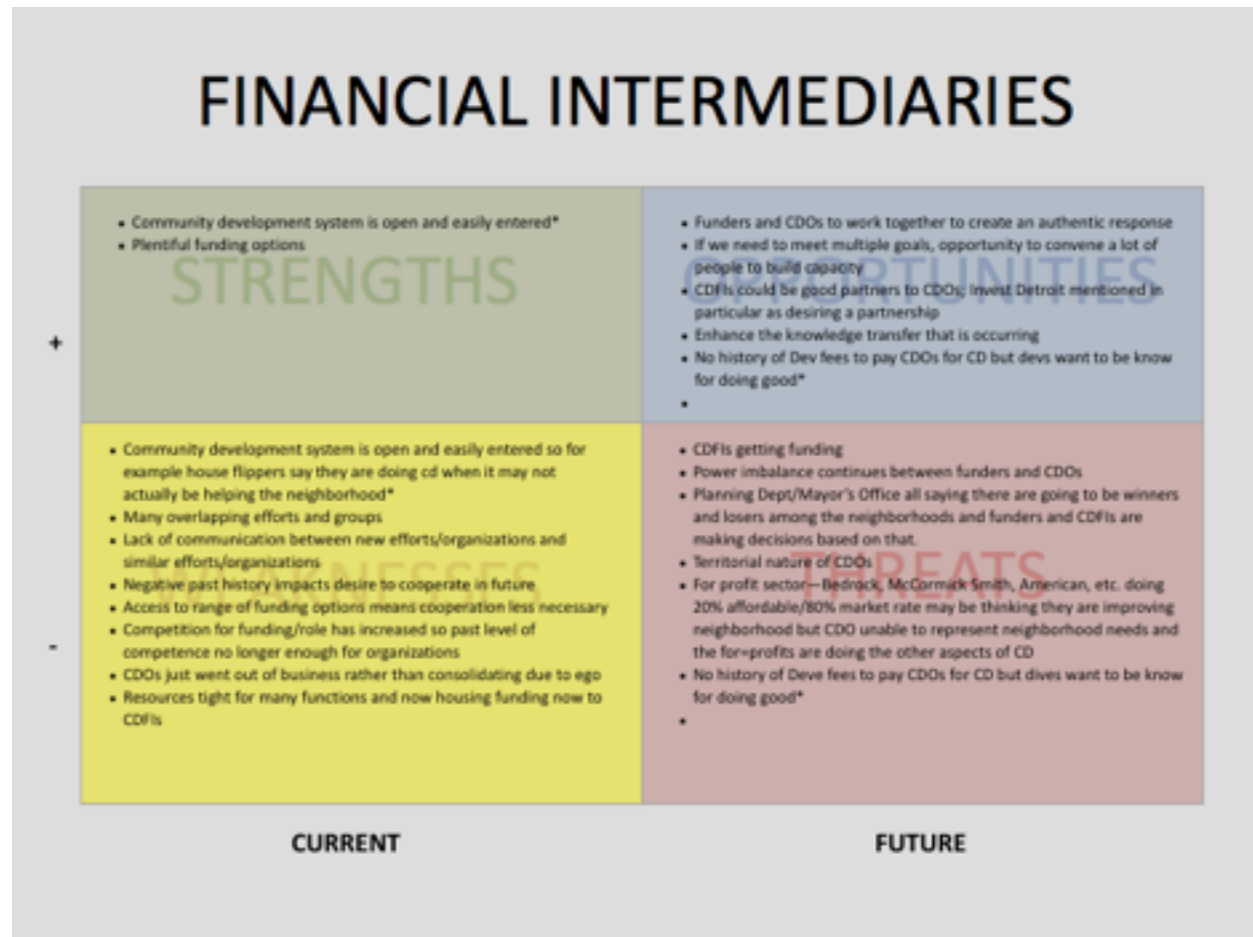 FINANCIAL INTERMEDIARIES
+
STRENGTHS
• Community development system is open and easily entered*
• Plentiful funding options
OPPORTUNITIES
• Funders and CDOs to work together to create an authentic response
• If we need to meet multiple goals, opportunity to convene a lot of
people to build capacity
• CDFIs could be good partners to CDOs; Invest Detroit mentioned in
particular as desiring a partnership
• Enhance the knowledge transfer that is occurring
• No history of Dev fees to pay CDOs for CD but devs want to be know
for doing good*
•
-
WEAKNESSES
• Community development system is open and easily entered so for
example house flippers say they are doing cd when it may not
actually be helping the neighborhood*
• Many overlapping efforts and groups
• Lack of communication between new efforts/organizations and
similar efforts/organizations
• Negative past history impacts desire to cooperate in future
• Access to range of funding options means cooperation less necessary
• Competition for funding/role has increased so past level of
competence no longer enough for organizations
• CDOs just went out of business rather than consolidating due to ego
• Resources tight for many functions and now housing funding now to
CDFIs
THREATS
• CDFIs getting funding
• Power imbalance continues between funders and CDOs
• Planning Dept/Mayor's Office all saying there are going to be winners
and losers among the neighborhoods and funders and CDFIs are
making decisions based on that.
• Territorial nature of CDOs
• For profit sector—Bedrock, McCormick Smith, American, etc. doing
20% affordable/80% market rate may be thinking they are improving
neighborhood but CDO unable to represent neighborhood needs and
the for=profits are doing the other aspects of CD
• No history of Deve fees to pay CDOs for CD but dives want to be know
for doing good*
•
CURRENT
FUTURE